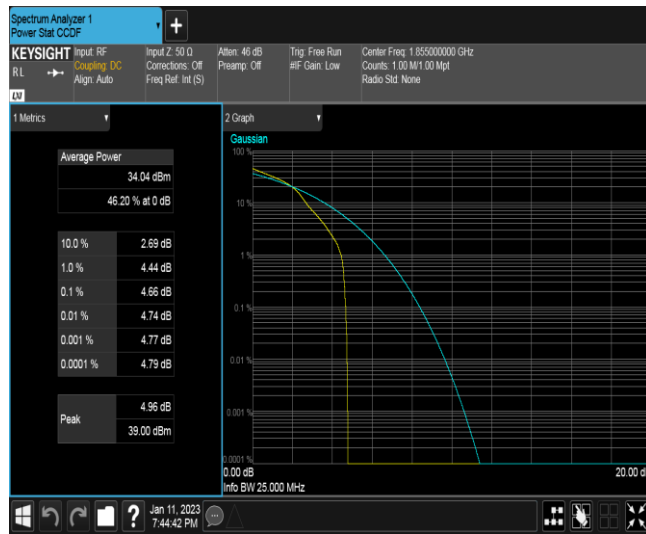 Spectrum Analyzer 1
Power Stat CCDF
+
KEYSIGHT
RL
LXI
Input: RF
Coupling: DC
Align: Auto
Input Z: 50 Ω
Corrections: Off
Freq Ref: Int (S)
Atten: 46 dB
Preamp: Off
Trig: Free Run
#IF Gain: Low
Center Freq: 1.855000000 GHz
Counts: 1.00 M/1.00 Mpt
Radio Std: None
1 Metrics
Average Power
34.04 dBm
46.20 % at 0 dB
10.0 % 2.69 dB
1.0 % 4.44 dB
0.1 % 4.66 dB
0.01 % 4.74 dB
0.001 % 4.77 dB
0.0001 % 4.79 dB
Peak
4.96 dB
39.00 dBm
2 Graph
Gaussian
100 %
10 %
1 %
0.1 %
0.01 %
0.001 %
0.0001 %
0.00 dB
20.00 d
Info BW 25.000 MHz
?
Jan 11, 2023
7:44:42 PM